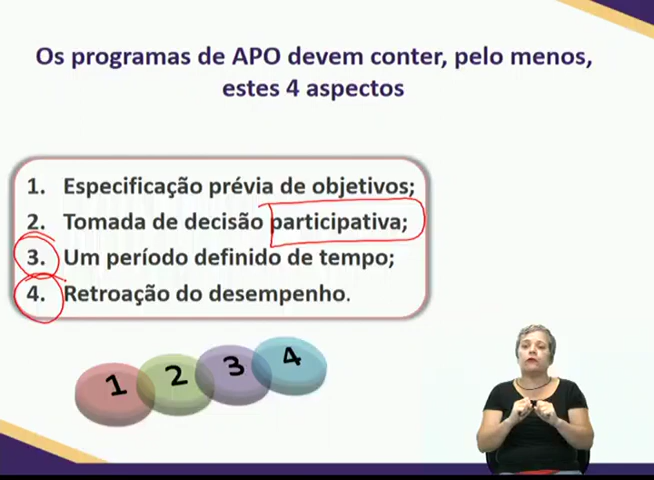 Os programas de APO devem conter, pelo menos,
estes 4 aspectos
1. Especificação prévia de objetivos;
2. Tomada de decisão participativa;
3. Um período definido de tempo;
4. Retroação do desempenho.
1 2 3 4